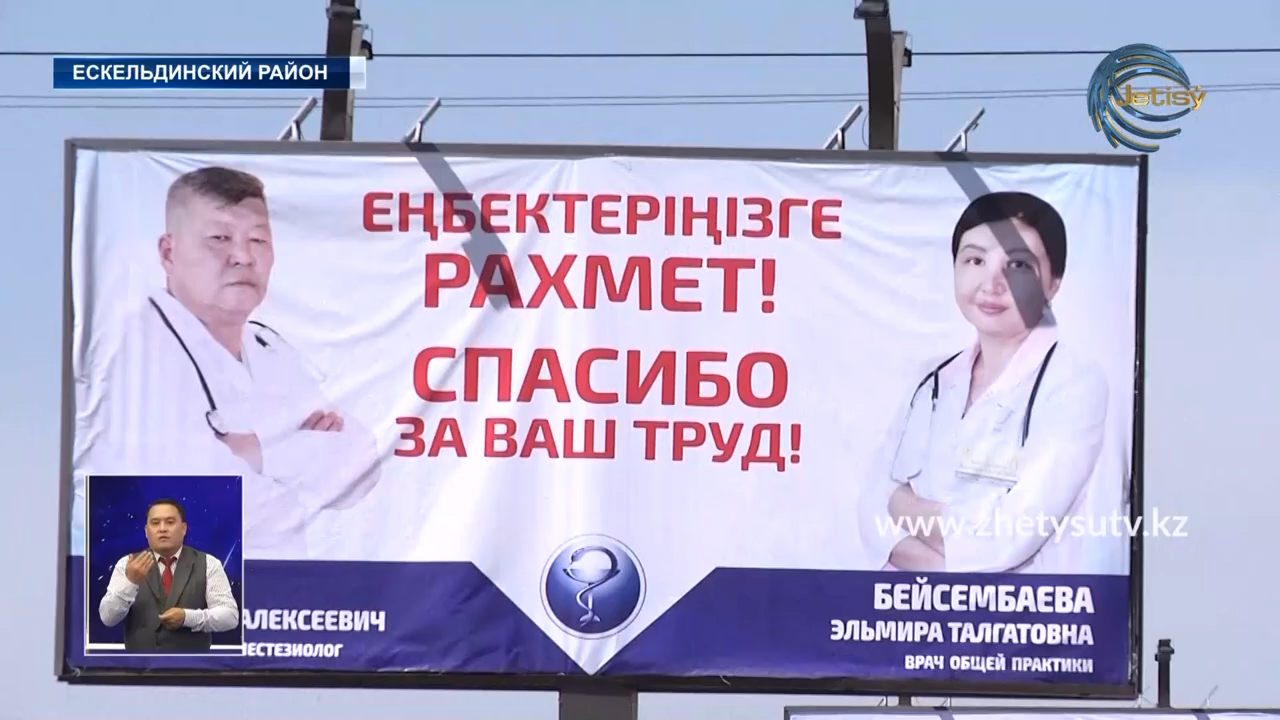 ЕСКЕЛЬДИНСКИЙ РАЙОН
Jetisý
ЕҢБЕКТЕРІҢІЗГЕ
РАХМЕТ!
СПАСИБО
ЗА ВАШ ТРУД!
www.zhetysutv.kz
АЛЕКСЕЕВИЧ
БЕЙСЕМБАЕВА
ЭЛЬМИРА ТАЛГАТОВНА
ВРАЧ ОБЩЕЙ ПРАКТИКИ